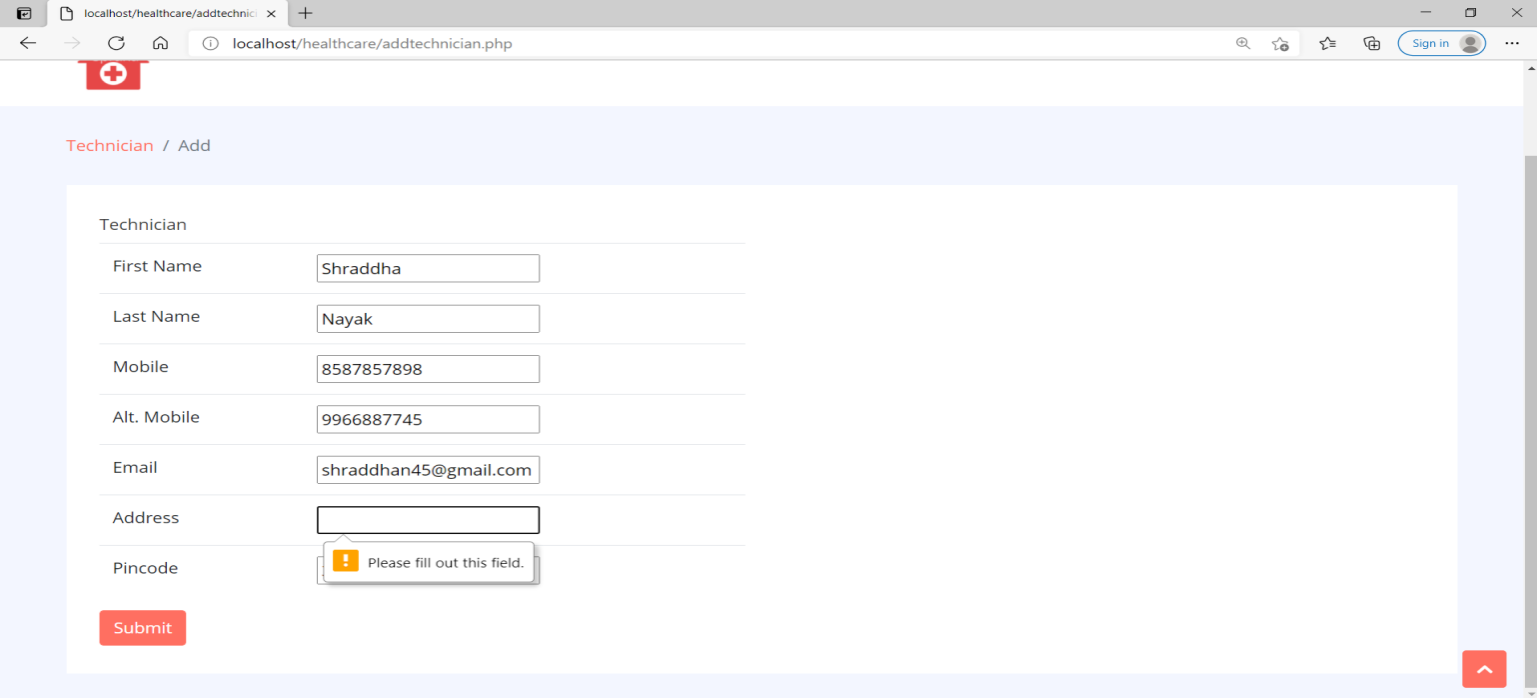 localhost/healthcare/addtechnici
localhost/healthcare/addtechnician.php
Sign in
Technician / Add
Technician
First Name Shraddha
Last Name Nayak
Mobile 8587857898
Alt. Mobile 9966887745
Email shraddhan45@gmail.com
Address
Please fill out this field.
Pincode
Submit